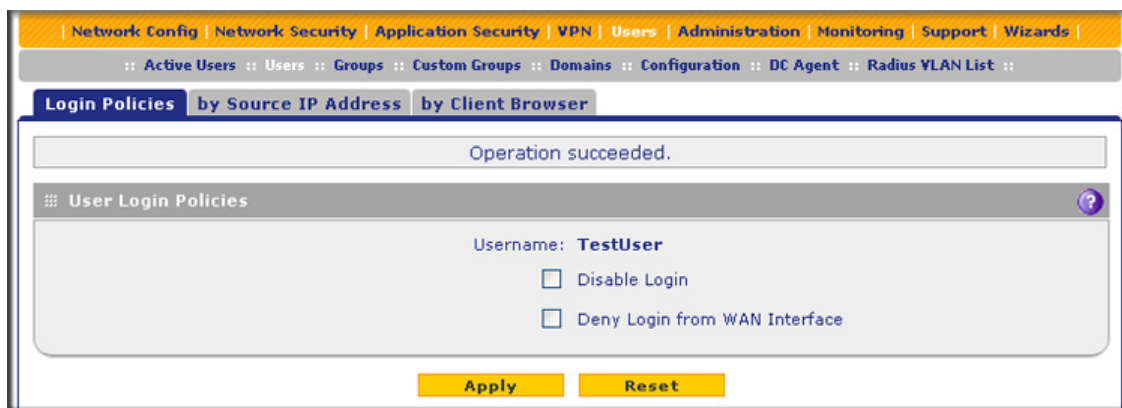 | Network Config | Network Security | Application Security | VPN | Users | Administration | Monitoring | Support | Wizards |
:: Active Users :: Users :: Groups :: Custom Groups :: Domains :: Configuration :: DC Agent :: Radius VLAN List ::
Login Policies by Source IP Address by Client Browser
Operation succeeded.
User Login Policies ?
Username: TestUser
Disable Login
Deny Login from WAN Interface
Apply Reset